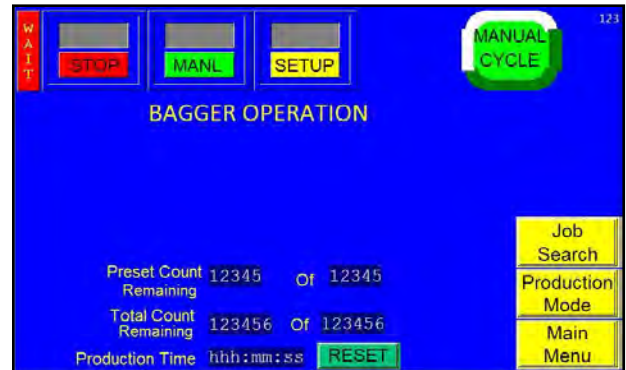 WAIT
STOP
MANL
SETUP
MANUAL
CYCLE
123
BAGGER OPERATION
Job
Search
Preset Count
Remaining
12345 Of 12345
Production
Mode
Total Count
Remaining
123456 Of 123456
Main
Menu
Production Time hhh:mm:ss RESET